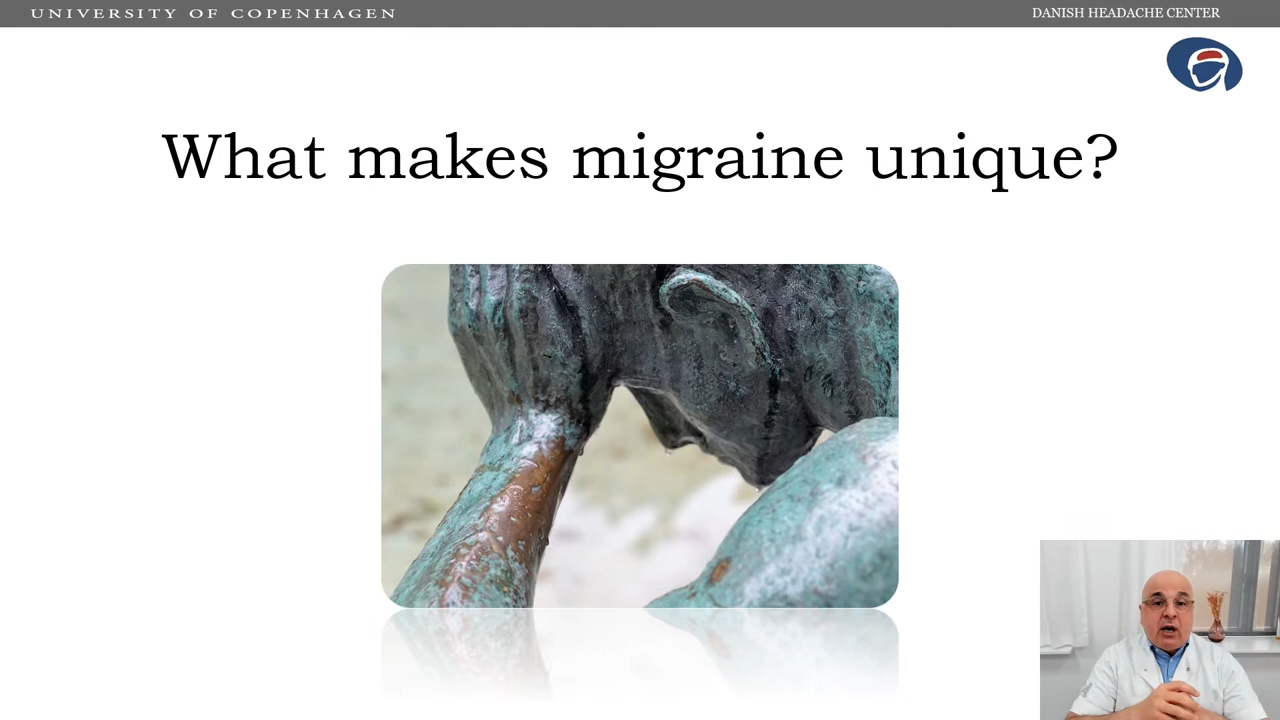 UNIVERSITY OF COPENHAGEN
DANISH HEADACHE CENTER
What makes migraine unique?